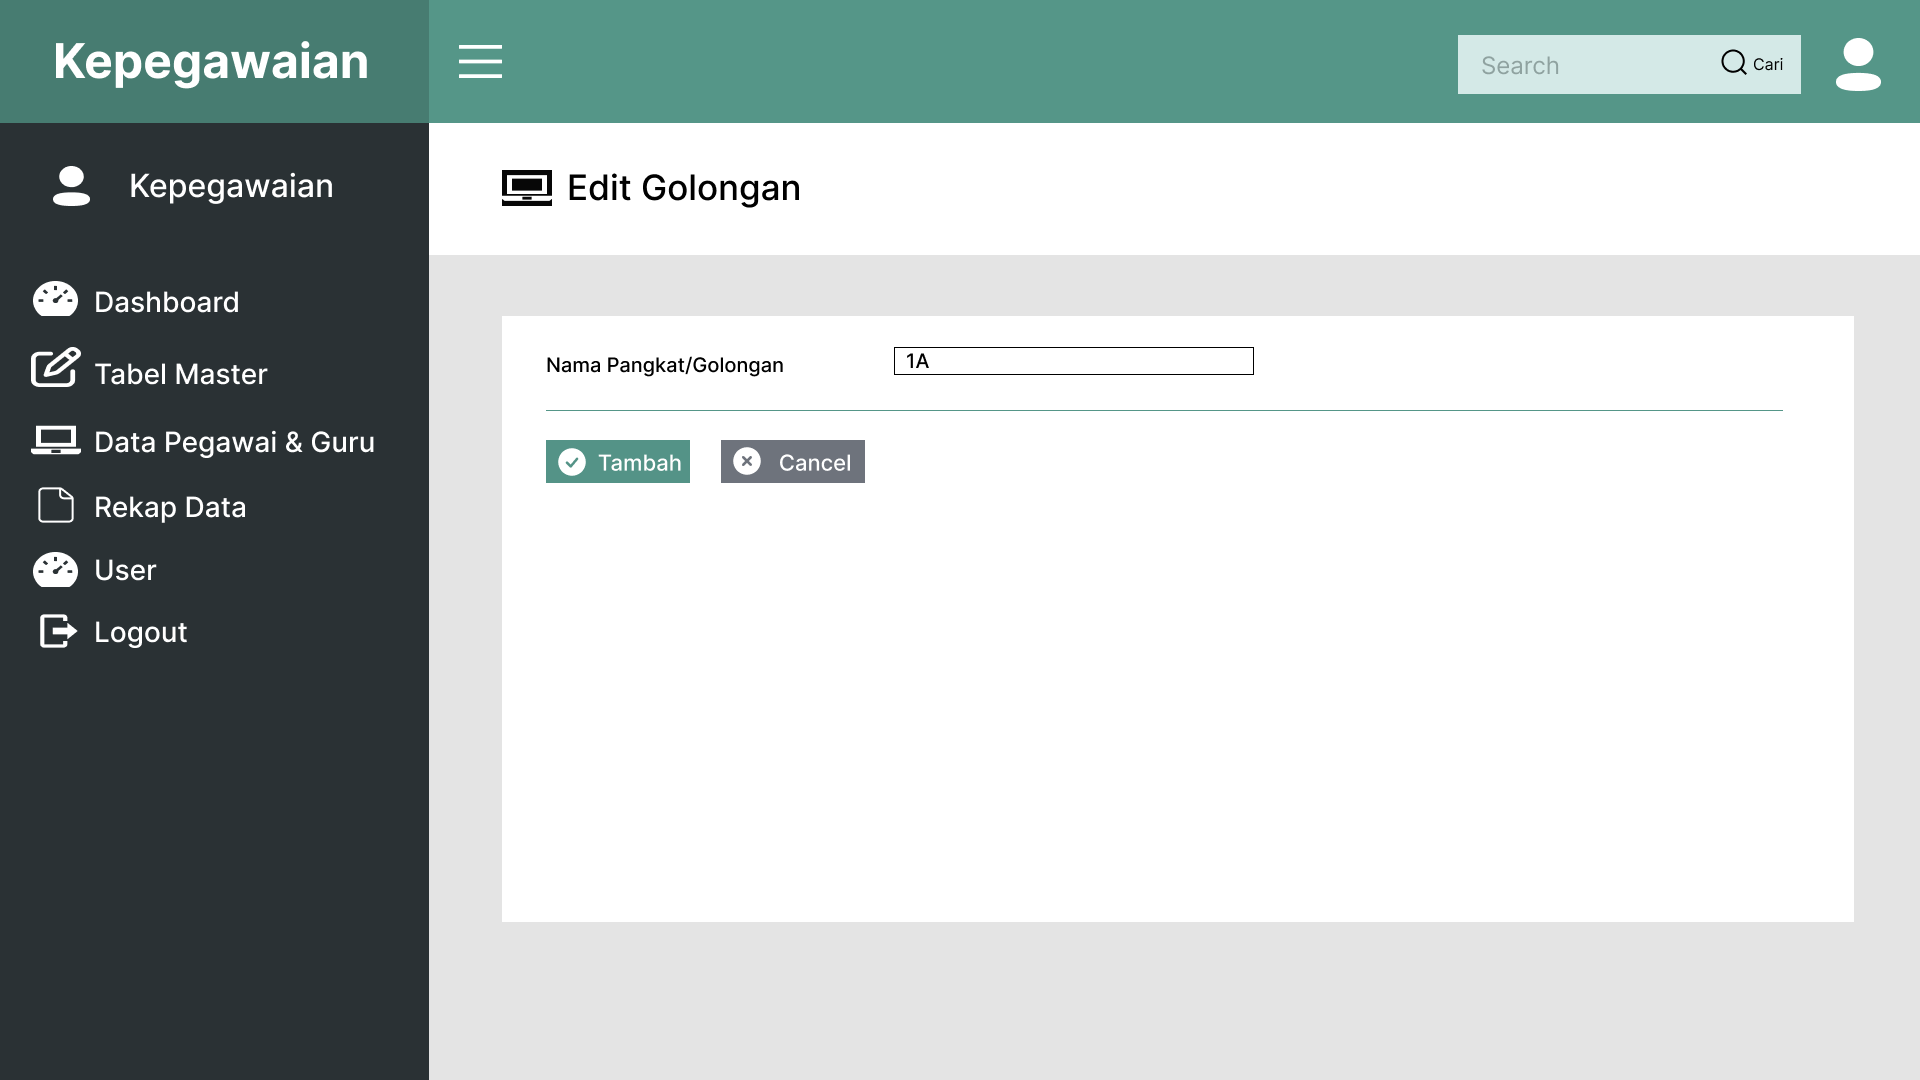 Kepegawaian
Search
Cari
Kepegawaian
Dashboard
Tabel Master
Data Pegawai & Guru
Rekap Data
User
Logout
Edit Golongan
Nama Pangkat/Golongan
1A
Tambah
Cancel